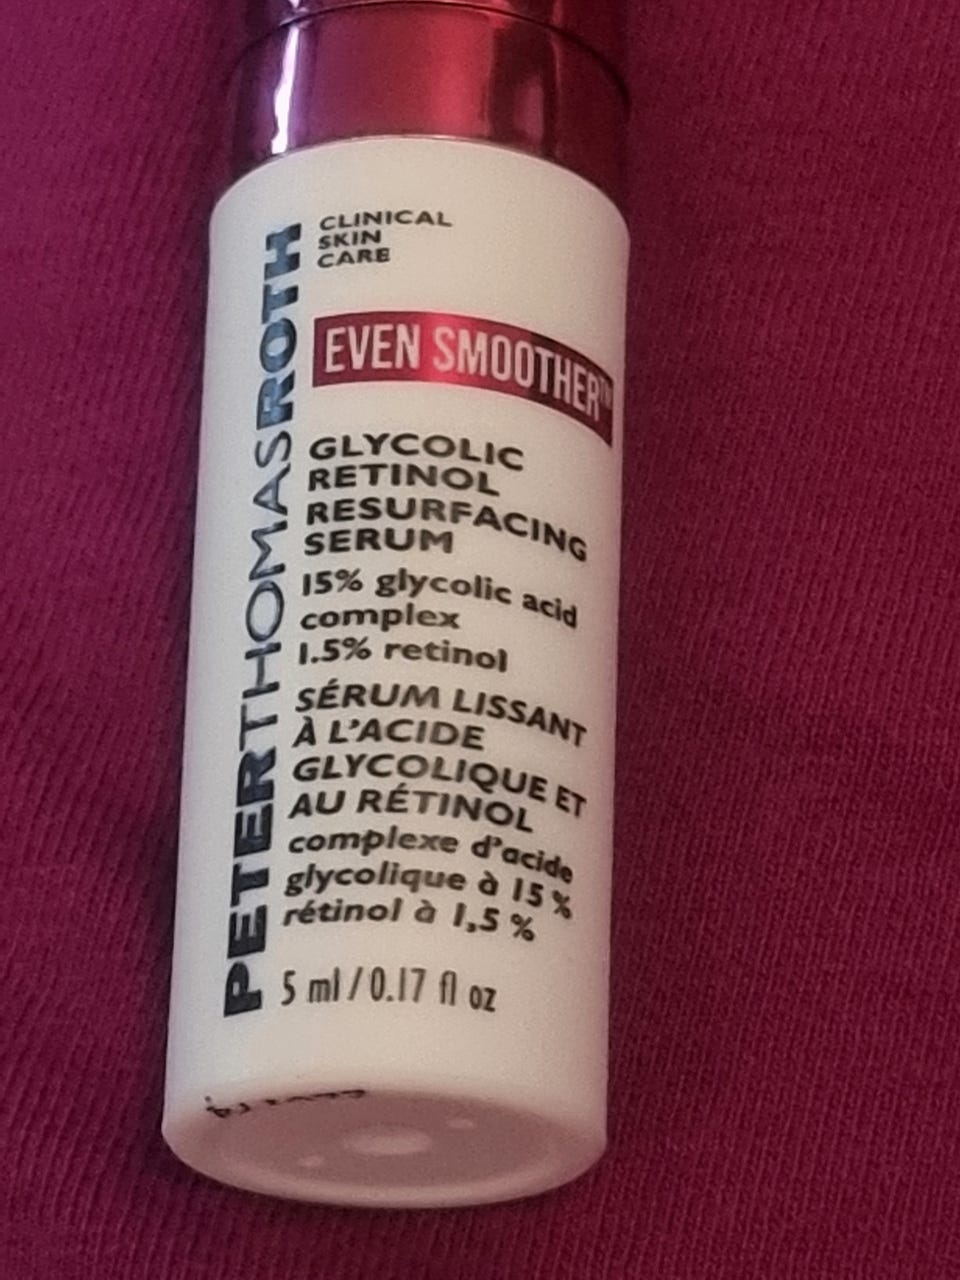 PETERTHOMASROTH
CLINICAL
SKIN
CARE
EVEN SMOOTHER™
GLYCOLIC
RETINOL
RESURFACING
SERUM
15% glycolic acid
complex
1.5% retinol
SÉRUM LISSANT
À L'ACIDE
GLYCOLIQUE ET
AU RÉTINOL
complexe d'acide
glycolique à 15 %
rétinol à 1,5 %
5 ml/0.17 fl oz